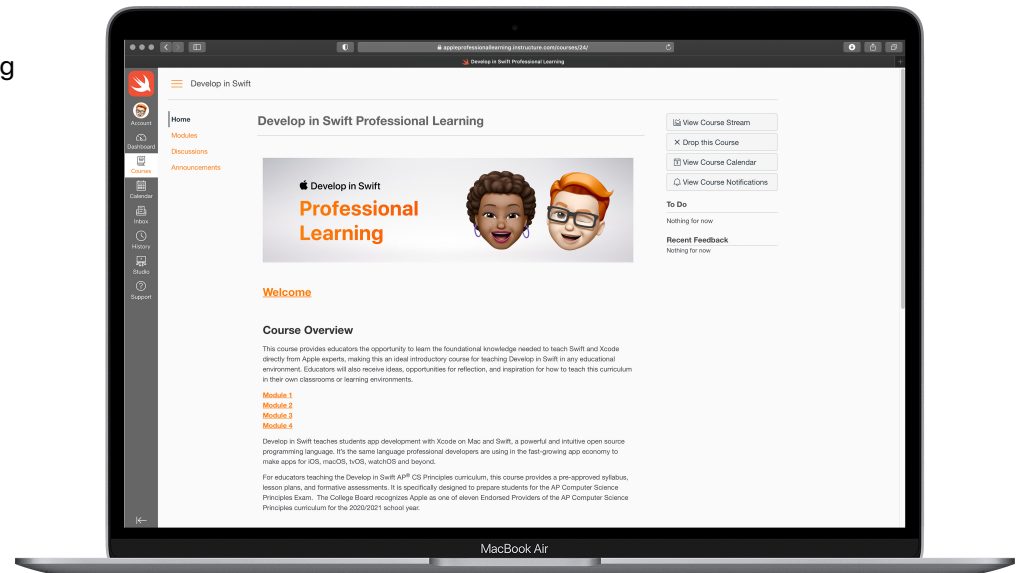 g
appleprofessionallearning.instructure.com/courses/24/
Develop in Swift Professional Learning
Develop in Swift
Account
Dashboard
Courses
Calendar
Inbox
History
Studio
Support
Home
Modules
Discussions
Announcements
Develop in Swift Professional Learning
Develop in Swift
Professional
Learning
Welcome
Course Overview
This course provides educators the opportunity to learn the foundational knowledge needed to teach Swift and Xcode
directly from Apple experts, making this an ideal introductory course for teaching Develop in Swift in any educational
environment. Educators will also receive ideas, opportunities for reflection, and inspiration for how to teach this curriculum
in their own classrooms or learning environments.
Module 1
Module 2
Module 3
Module 4
Develop in Swift teaches students app development with Xcode on Mac and Swift, a powerful and intuitive open source
programming language. It's the same language professional developers are using in the fast-growing app economy to
make apps for iOS, macOS, tvOS, watchOS and beyond.
For educators teaching the Develop in Swift AP® CS Principles curriculum, this course provides a pre-approved syllabus,
lesson plans, and formative assessments. It is specifically designed to prepare students for the AP Computer Science
Principles Exam. The College Board recognizes Apple as one of eleven Endorsed Providers of the AP Computer Science
Principles curriculum for the 2020/2021 school year.
View Course Stream
Drop this Course
View Course Calendar
View Course Notifications
To Do
Nothing for now
Recent Feedback
Nothing for now
MacBook Air